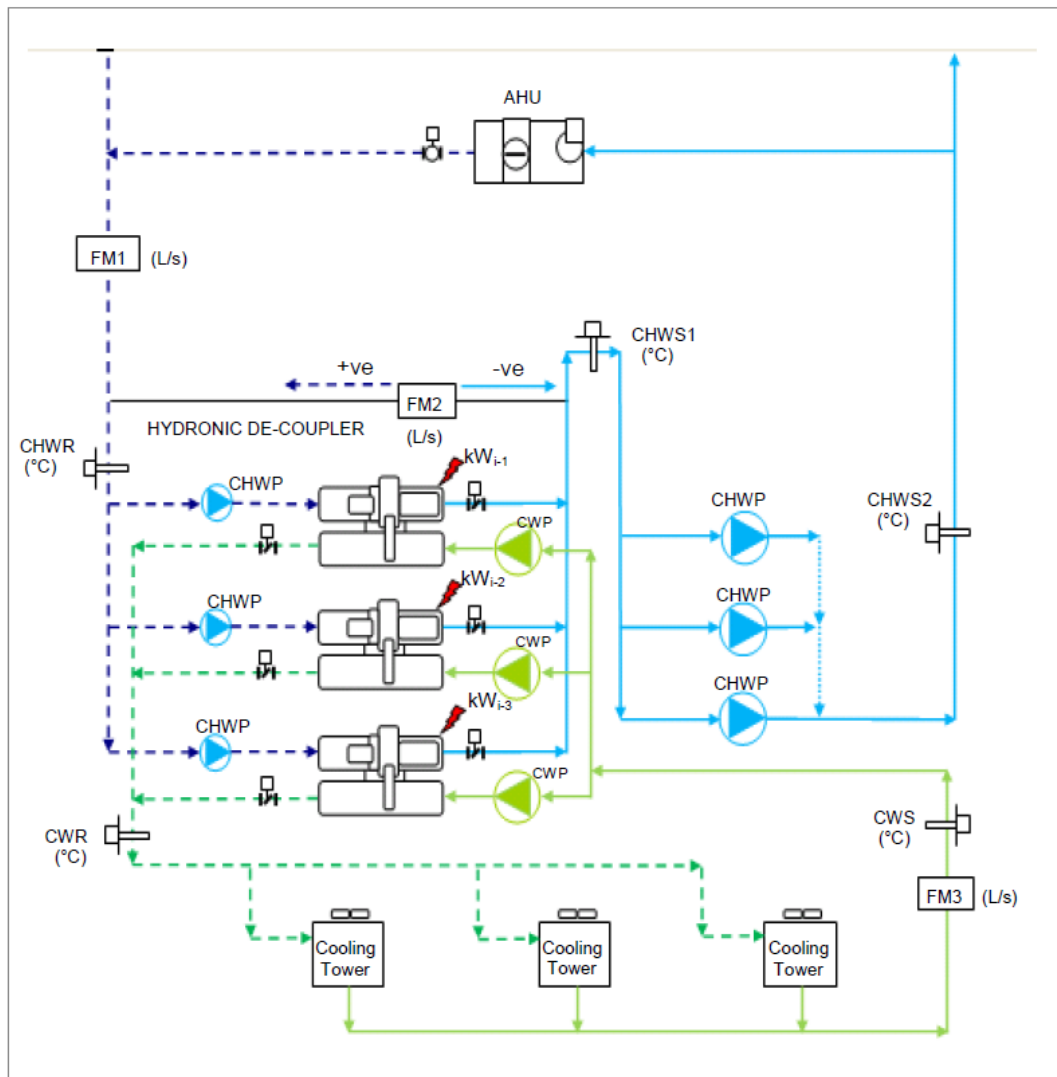 AHU
FM1 (L/s)
CHWS1
(°C)
+ve -ve
FM2
(L/s)
HYDRONIC DE-COUPLER
CHWR
(°C)
kWi-1
CHWP
CWP
CHWP
CHWS2
(°C)
kWi-2
CHWP
CWP
CHWP
kWi-3
CHWP
CWP
CHWP
CWR
(°C)
CWS
(°C)
FM3 (L/s)
Cooling
Tower
Cooling
Tower
Cooling
Tower